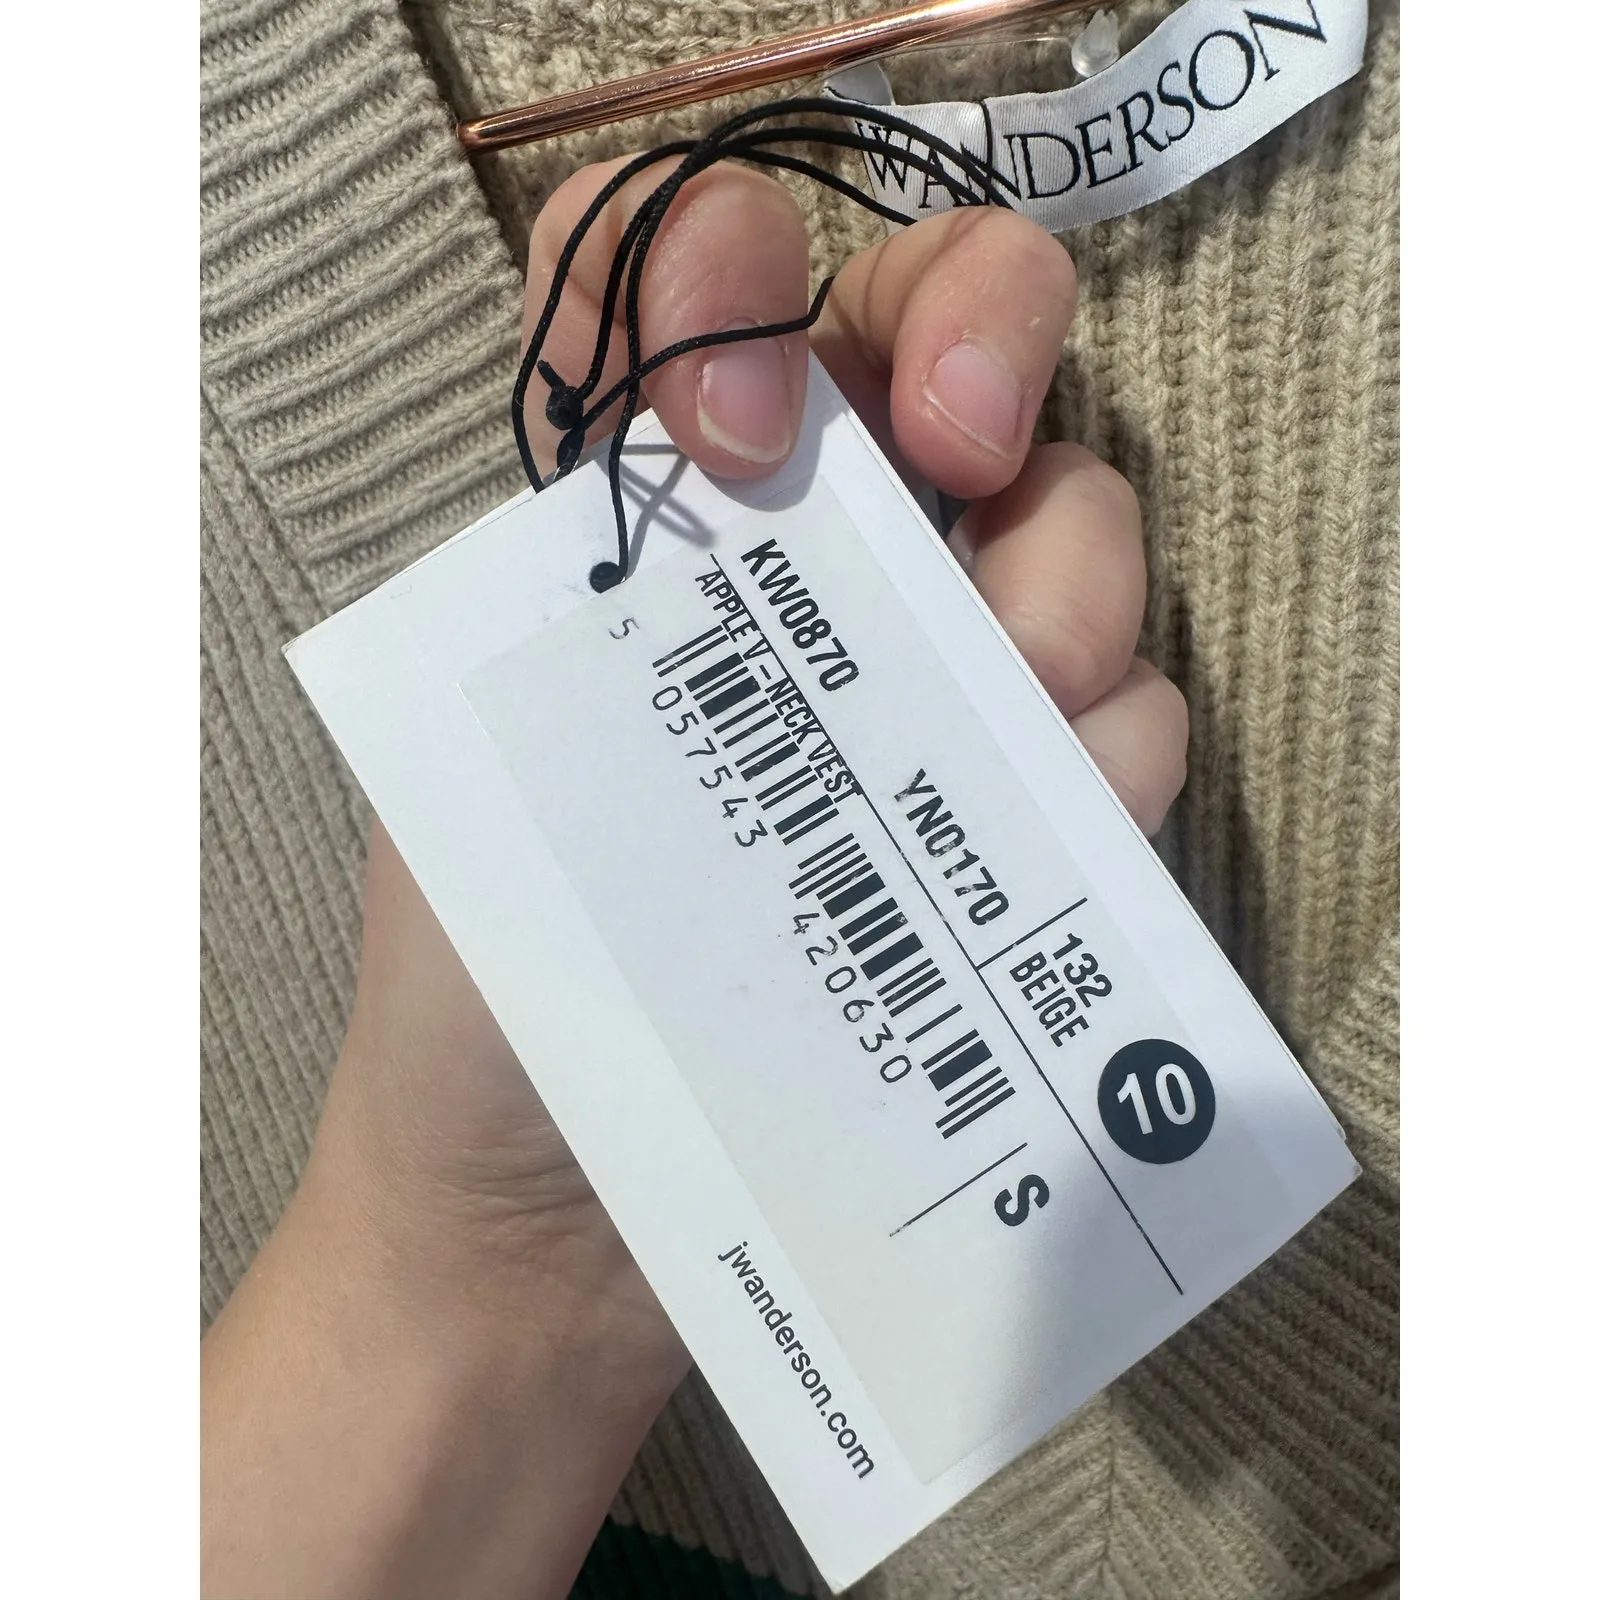 JWANDERSON
KW0870 YN0170 132
BEIGE
10
APPLE V-NECK VEST
5 057543 420630
S
jwanderson.com